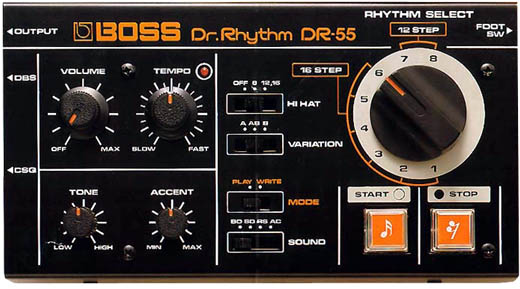 RHYTHM SELECT
OUTPUT
BOSS Dr. Rhythm DR-55
12 STEP
FOOT SW
DBS
VOLUME
TEMPO
OFF
MAX
SLOW
FAST
CSQ
TONE
ACCENT
LOW
HIGH
MIN
MAX
OFF 8 12,16
HI HAT
A AB B
VARIATION
PLAY WRITE
MODE
BD SD RS AC
SOUND
16 STEP
7 8
6
5
4
3
2 1
START
STOP